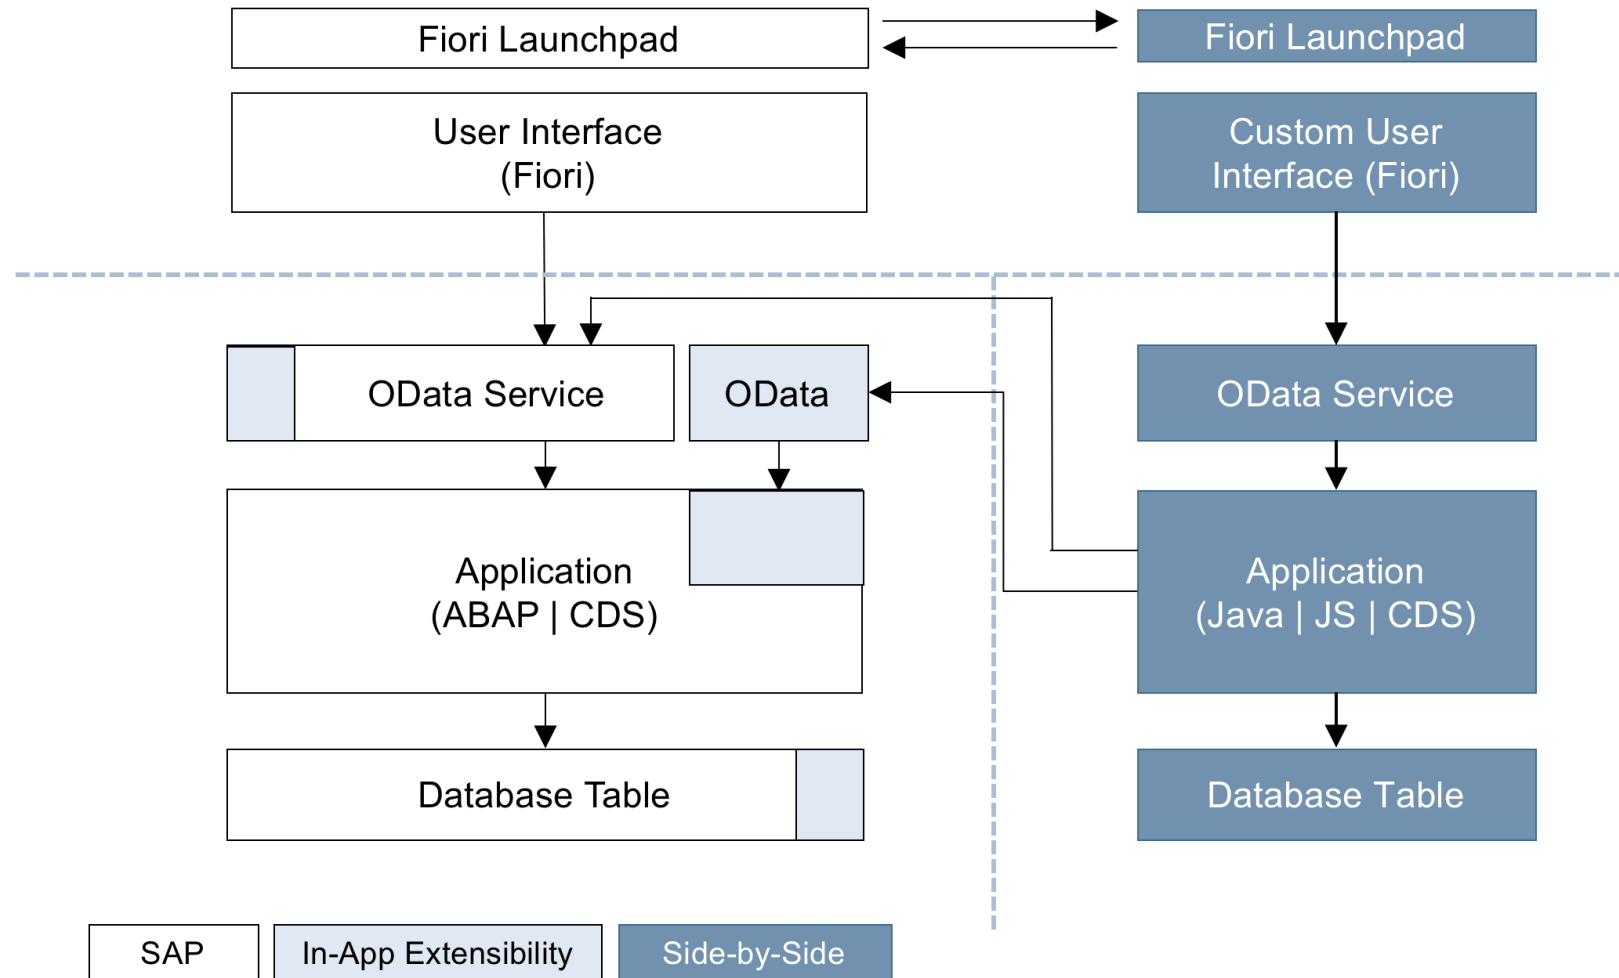 Fiori Launchpad
Fiori Launchpad
User Interface
(Fiori)
Custom User
Interface (Fiori)
OData Service
OData
OData Service
Application
(ABAP | CDS)
Application
(Java | JS | CDS)
Database Table
Database Table
SAP
In-App Extensibility
Side-by-Side